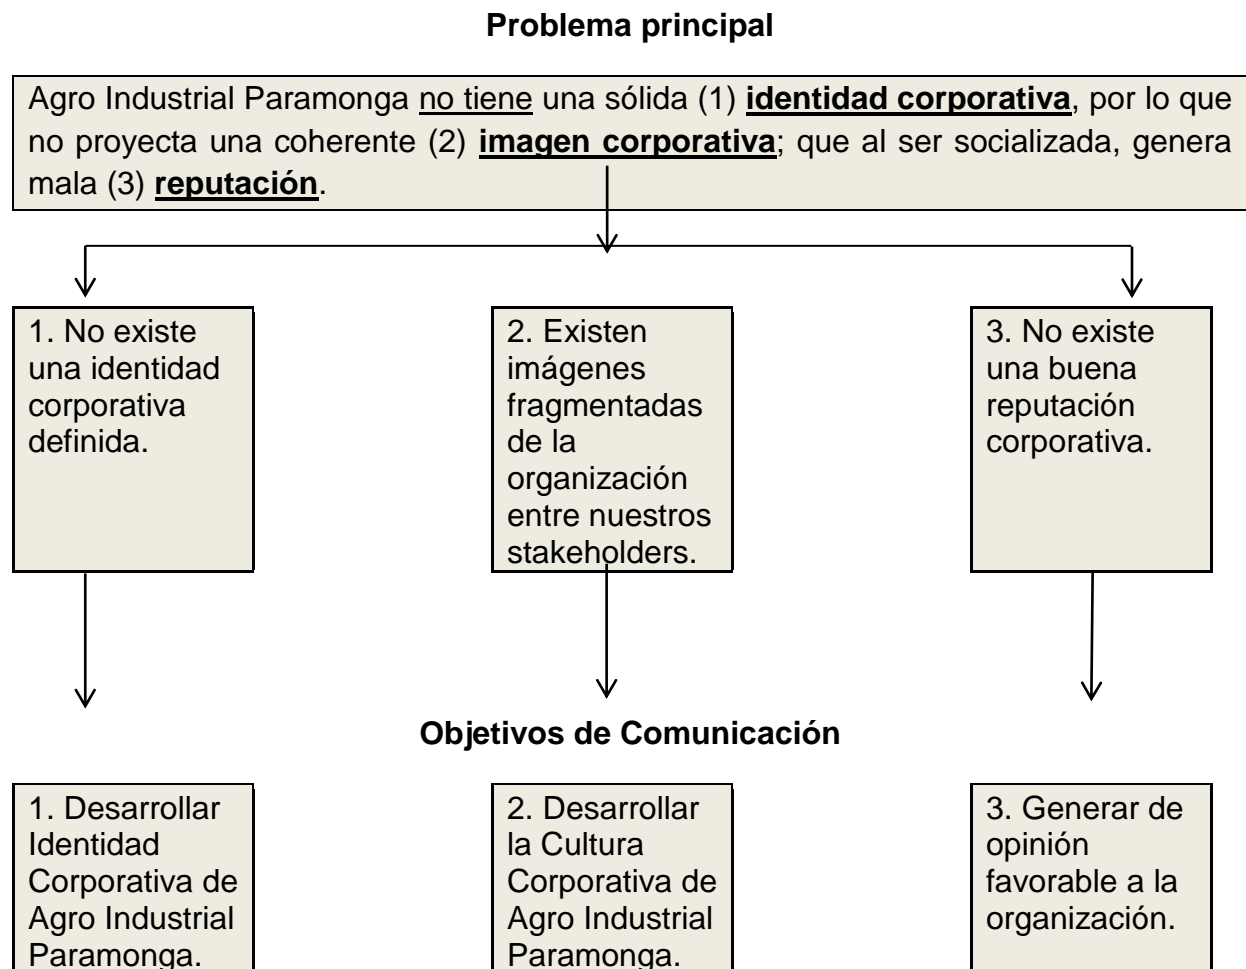 Problema principal
Agro Industrial Paramonga no tiene una sólida (1) identidad corporativa, por lo que
no proyecta una coherente (2) imagen corporativa; que al ser socializada, genera
mala (3) reputación.
1. No existe
una identidad
corporativa
definida.
2. Existen
imágenes
fragmentadas
de la
organización
entre nuestros
stakeholders.
3. No existe
una buena
reputación
corporativa.
Objetivos de Comunicación
1. Desarrollar
Identidad
Corporativa de
Agro Industrial
Paramonga.
2. Desarrollar
la Cultura
Corporativa de
Agro Industrial
Paramonga.
3. Generar de
opinión
favorable a la
organización.